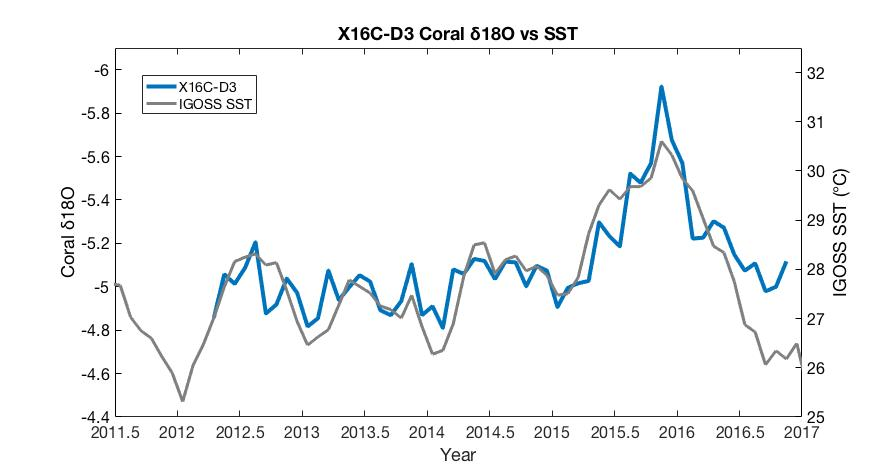 X16C-D3 Coral δ18O vs SST
X16C-D3
IGOSS SST
Coral δ18O
-6
-5.8
-5.6
-5.4
-5.2
-5
-4.8
-4.6
-4.4
32
31
30
29
28
27
26
25
IGOSS SST (°C)
2011.5 2012 2012.5 2013 2013.5 2014 2014.5 2015 2015.5 2016 2016.5 2017
Year